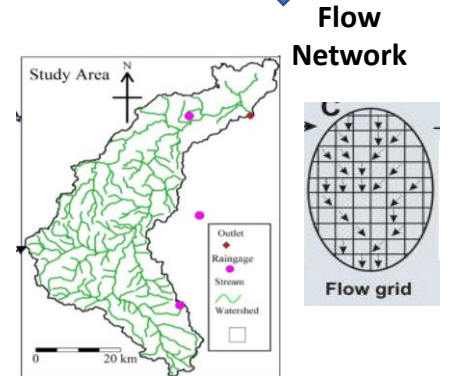 Flow
Network
Study Area
N
Outlet
Raingage
Stream
Watershed
0 20 km
C
Flow grid